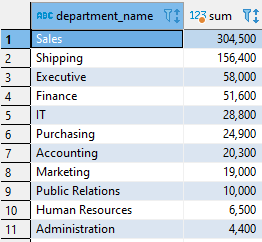 ABC department_name 123 sum
1 Sales 304,500
2 Shipping 156,400
3 Executive 58,000
4 Finance 51,600
5 IT 28,800
6 Purchasing 24,900
7 Accounting 20,300
8 Marketing 19,000
9 Public Relations 10,000
10 Human Resources 6,500
11 Administration 4,400